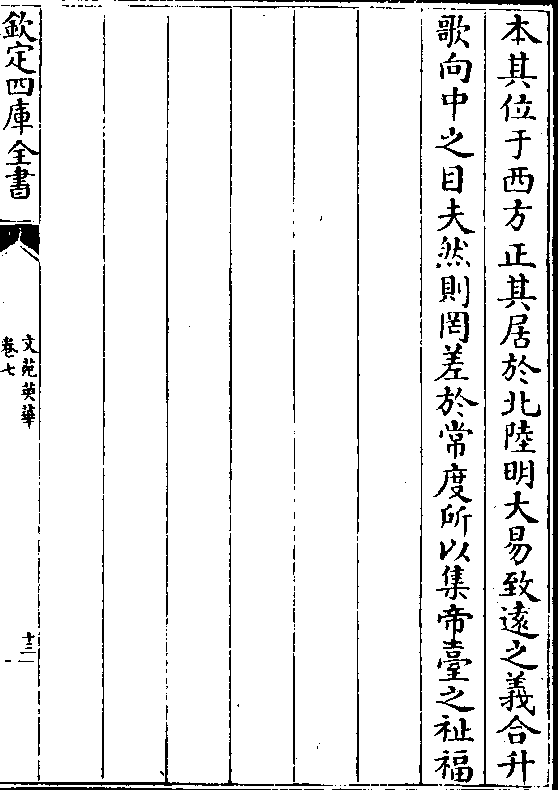 本其位于西方正其居於北陸明大易致遠之義合升
歌向中之日夫然則罔差於常度所以集帝臺之祉福
欽定四庫全書
文苑英華
卷七
十三